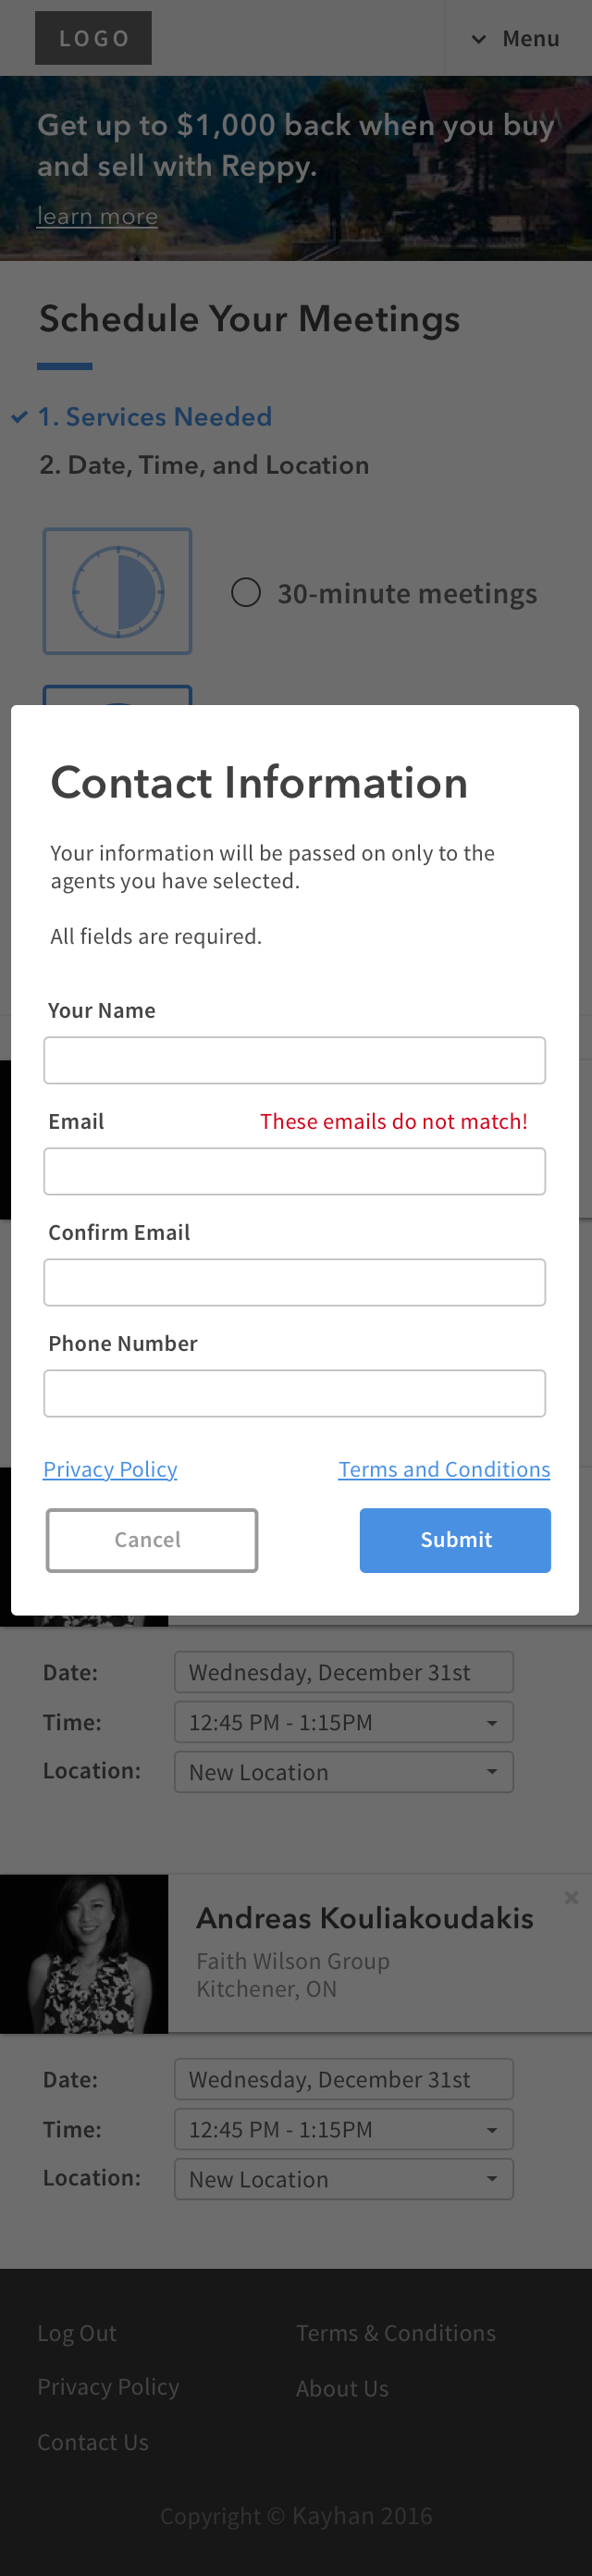 LOGO
Menu
Get up to $1,000 back when you buy
and sell with Reppy.
learn more
Schedule Your Meetings
1. Services Needed
2. Date, Time, and Location
30-minute meetings
Contact Information
Your information will be passed on only to the
agents you have selected.
All fields are required.
Your Name
Email These emails do not match!
Confirm Email
Phone Number
Privacy Policy Terms and Conditions
Cancel Submit
Date: Wednesday, December 31st
Time: 12:45 PM - 1:15PM
Location: New Location
Andreas Kouliakoudakis
Faith Wilson Group
Kitchener, ON
Date: Wednesday, December 31st
Time: 12:45 PM - 1:15PM
Location: New Location
Log Out Terms & Conditions
Privacy Policy About Us
Contact Us
Copyright © Kayhan 2016